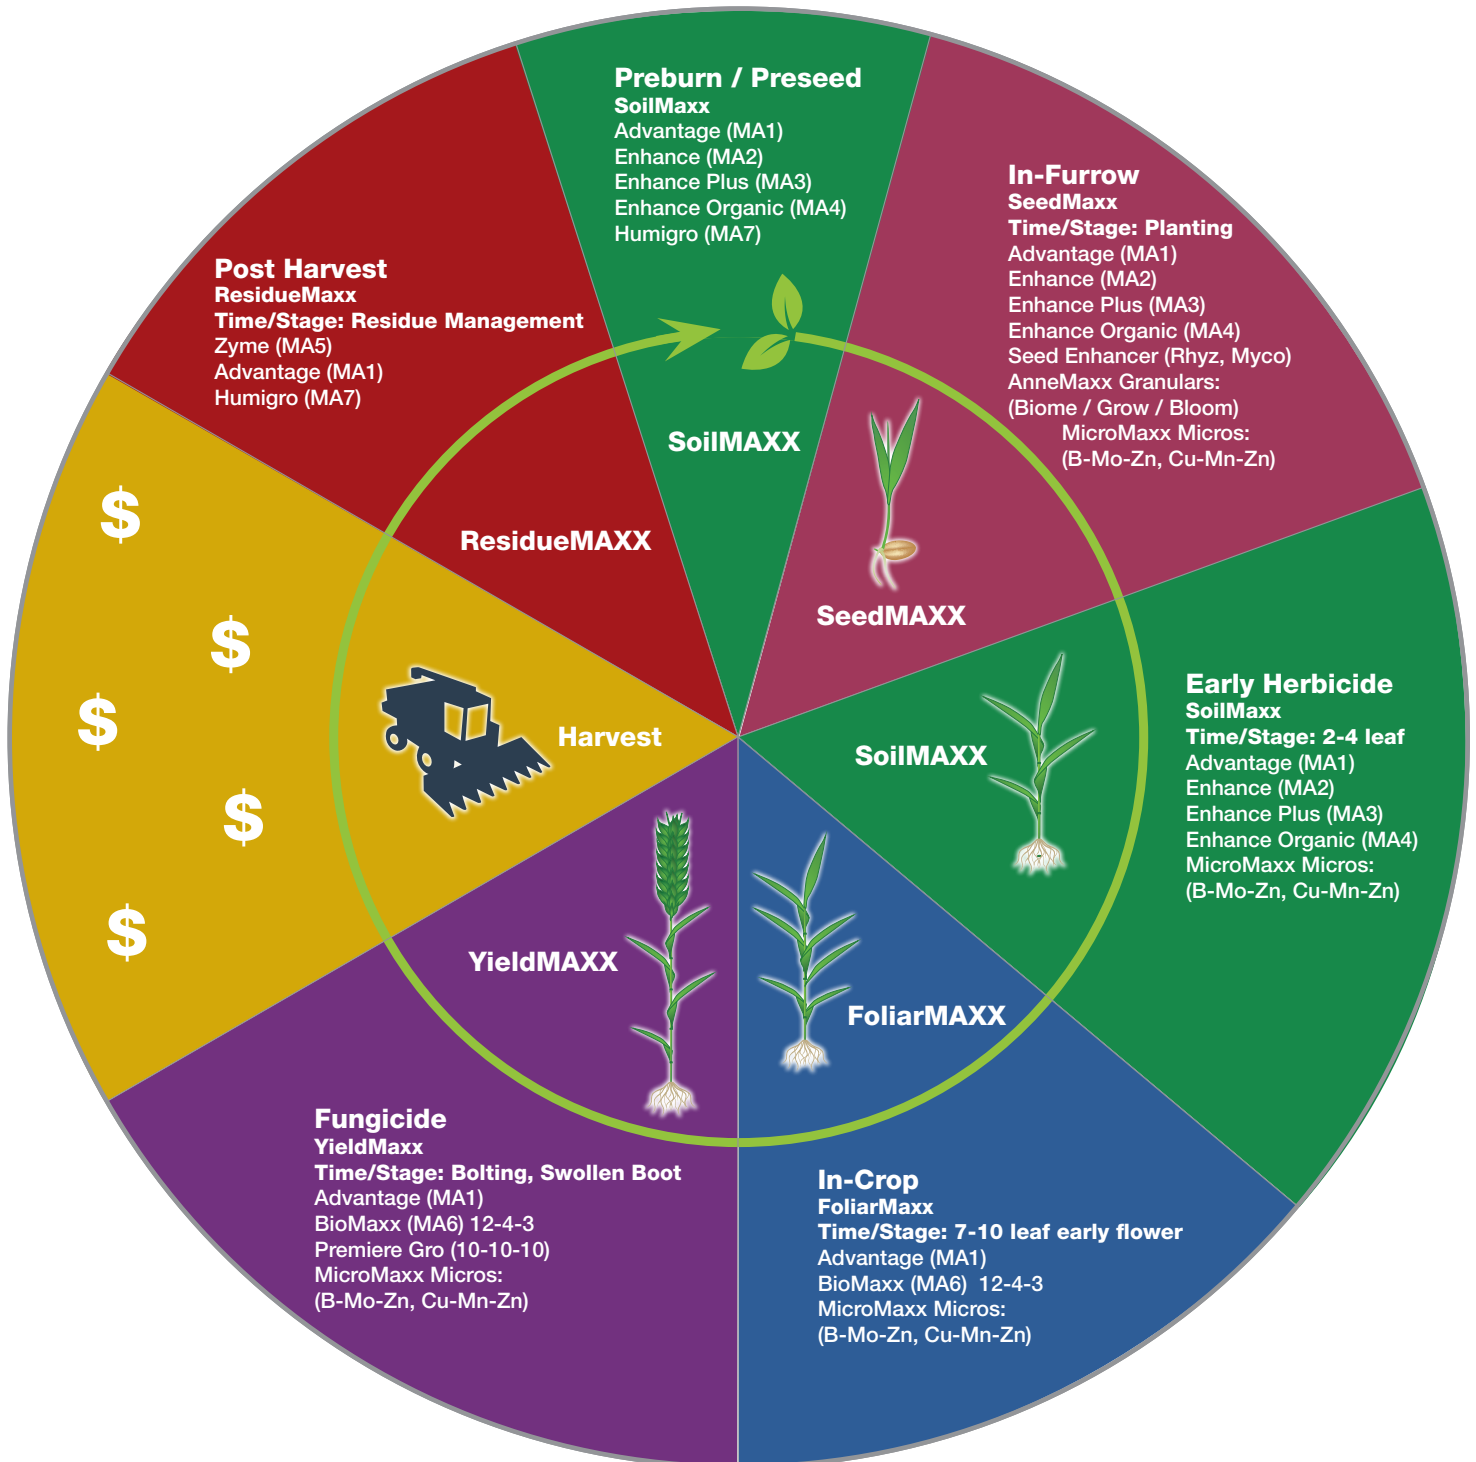 Preburn / Preseed
SoilMaxx
Advantage (MA1)
Enhance (MA2)
Enhance Plus (MA3)
Enhance Organic (MA4)
Humigro (MA7)
SoilMAXX
In-Furrow
SeedMaxx
Time/Stage: Planting
Advantage (MA1)
Enhance (MA2)
Enhance Plus (MA3)
Enhance Organic (MA4)
Seed Enhancer (Rhyz, Myco)
AnneMaxx Granulars:
(Biome / Grow / Bloom)
MicroMaxx Micros:
(B-Mo-Zn, Cu-Mn-Zn)
SeedMAXX
Early Herbicide
SoilMaxx
Time/Stage: 2-4 leaf
Advantage (MA1)
Enhance (MA2)
Enhance Plus (MA3)
Enhance Organic (MA4)
MicroMaxx Micros:
(B-Mo-Zn, Cu-Mn-Zn)
SoilMAXX
FoliarMAXX
In-Crop
FoliarMaxx
Time/Stage: 7-10 leaf early flower
Advantage (MA1)
BioMaxx (MA6)  12-4-3
MicroMaxx Micros:
(B-Mo-Zn, Cu-Mn-Zn)
YieldMAXX
Fungicide
YieldMaxx
Time/Stage: Bolting, Swollen Boot
Advantage (MA1)
BioMaxx (MA6) 12-4-3
Premiere Gro (10-10-10)
MicroMaxx Micros:
(B-Mo-Zn, Cu-Mn-Zn)
Harvest
$
$
$
$
$
Post Harvest
ResidueMaxx
Time/Stage: Residue Management
Zyme (MA5)
Advantage (MA1)
Humigro (MA7)
ResidueMAXX